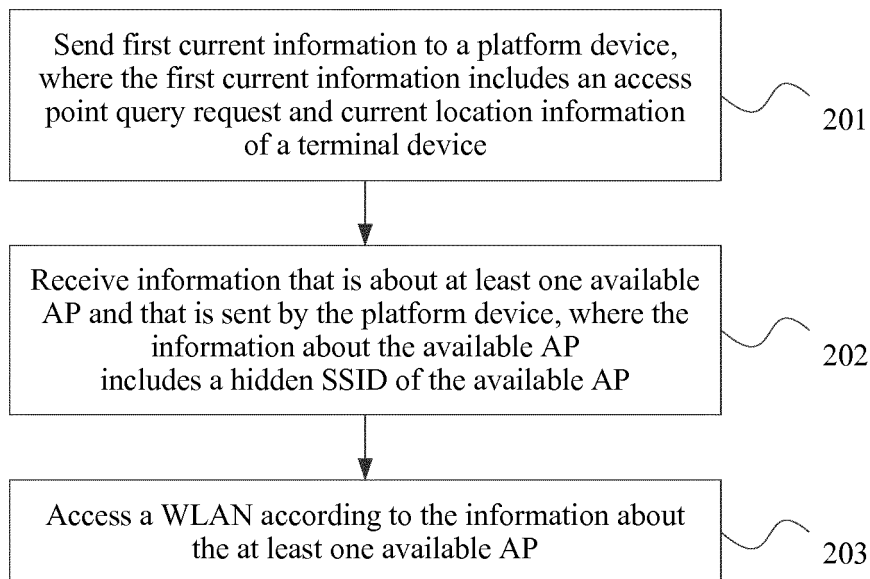 Send first current information to a platform device,
where the first current information includes an access
point query request and current location information
of a terminal device
201
Receive information that is about at least one available
AP and that is sent by the platform device, where the
information about the available AP
includes a hidden SSID of the available AP
202
Access a WLAN according to the information about
the at least one available AP
203